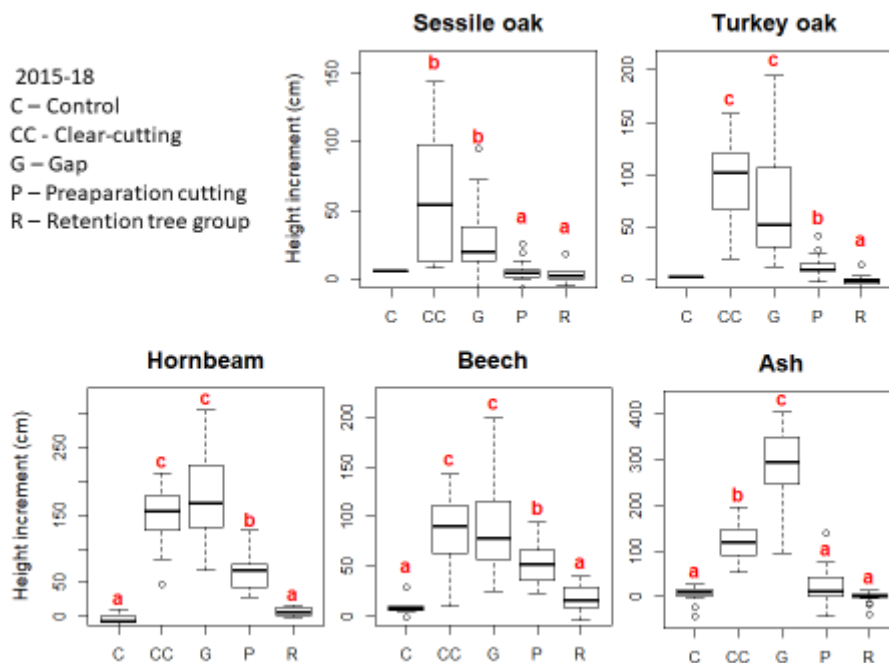 2015-18
C – Control
CC - Clear-cutting
G – Gap
P – Preaparation cutting
R – Retention tree group
Sessile oak
Height increment (cm)
150
100
50
0
b
b
a
a
C CC G P R
Turkey oak
200
150
100
50
0
c
c
b
a
C CC G P R
Hornbeam
Height increment (cm)
250
150
50
0
a
c
c
b
a
C CC G P R
Beech
200
150
100
50
0
a
c
c
b
a
C CC G P R
Ash
400
300
200
100
0
a
b
c
a
a
C CC G P R